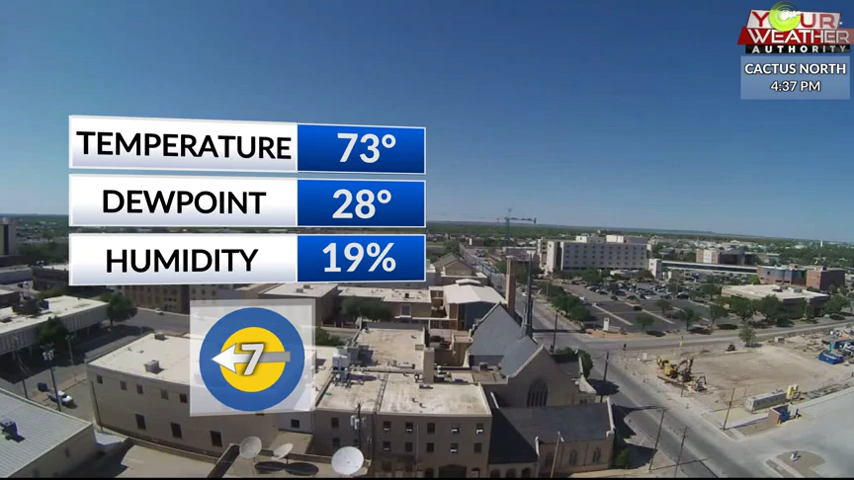 YOUR
WEATHER
AUTHORITY
CACTUS NORTH
4:37 PM
TEMPERATURE 73°
DEWPOINT 28°
HUMIDITY 19%
7